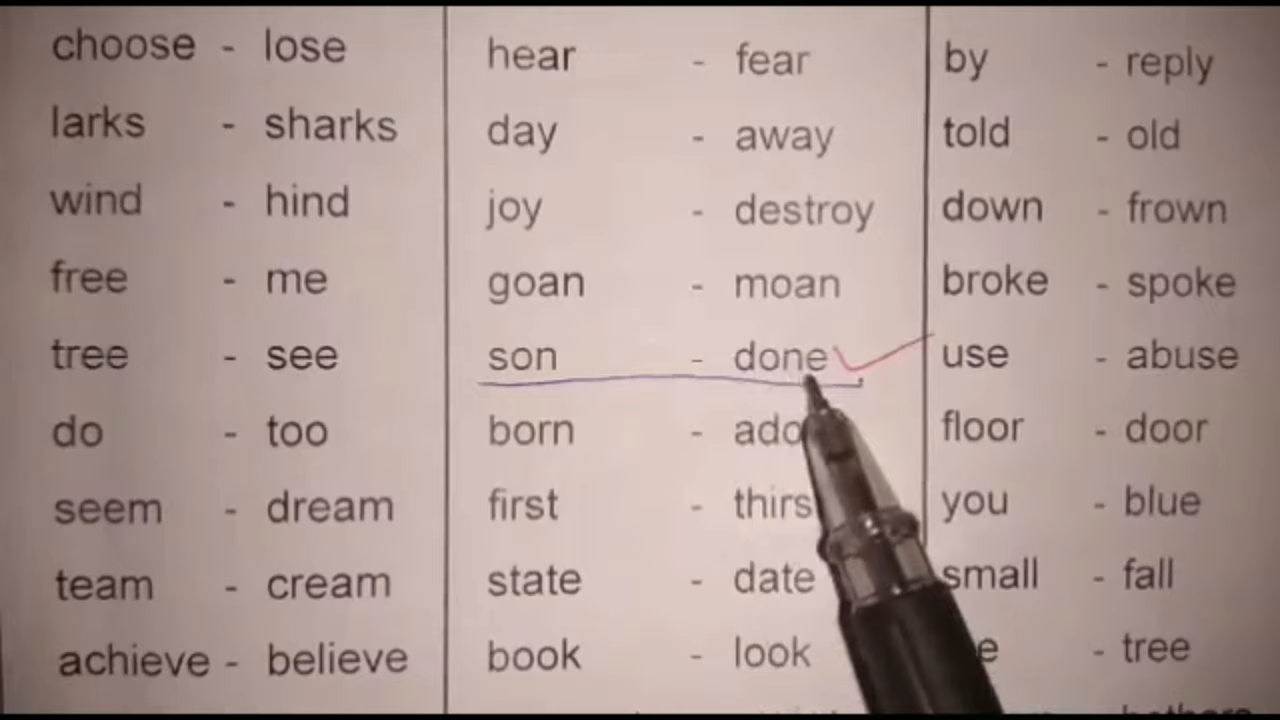 choose - lose
larks - sharks
wind - hind
free - me
tree - see
do - too
seem - dream
team - cream
achieve - believe
hear - fear
day - away
joy - destroy
goan - moan
son - done
born -
first -
state - date
book - look
by - reply
told - old
down - frown
broke - spoke
use - abuse
floor - door
you - blue
small - fall
- tree